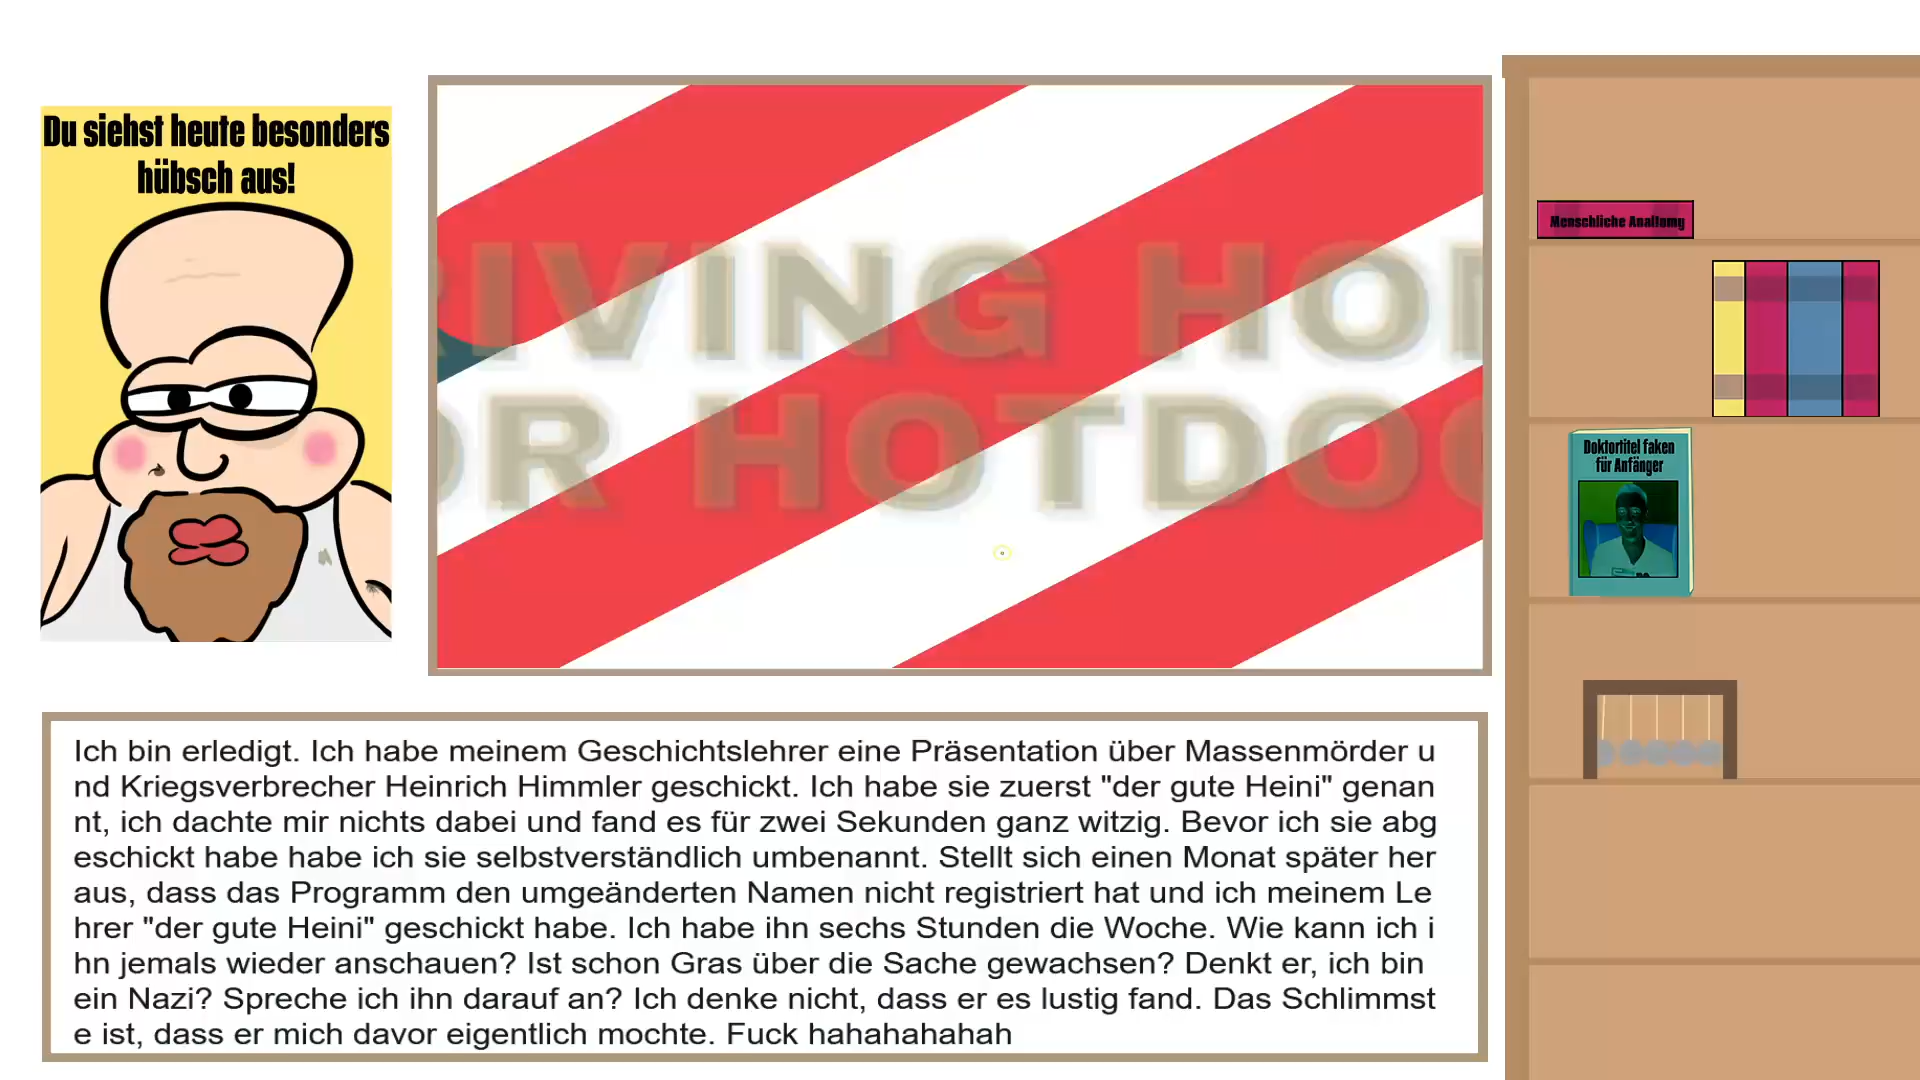 Du siehst heute besonders
hübsch aus!
RIVING HO
OR HOTDO
Menschliche Analtumy
Doktortitel faken
für Anfänger
Ich bin erledigt. Ich habe meinem Geschichtslehrer eine Präsentation über Massenmörder u
nd Kriegsverbrecher Heinrich Himmler geschickt. Ich habe sie zuerst "der gute Heini" genan
nt, ich dachte mir nichts dabei und fand es für zwei Sekunden ganz witzig. Bevor ich sie abg
eschickt habe habe ich sie selbstverständlich umbenannt. Stellt sich einen Monat später her
aus, dass das Programm den umgeänderten Namen nicht registriert hat und ich meinem Le
hrer "der gute Heini" geschickt habe. Ich habe ihn sechs Stunden die Woche. Wie kann ich i
hn jemals wieder anschauen? Ist schon Gras über die Sache gewachsen? Denkt er, ich bin
ein Nazi? Spreche ich ihn darauf an? Ich denke nicht, dass er es lustig fand. Das Schlimmst
e ist, dass er mich davor eigentlich mochte. Fuck hahahahahah